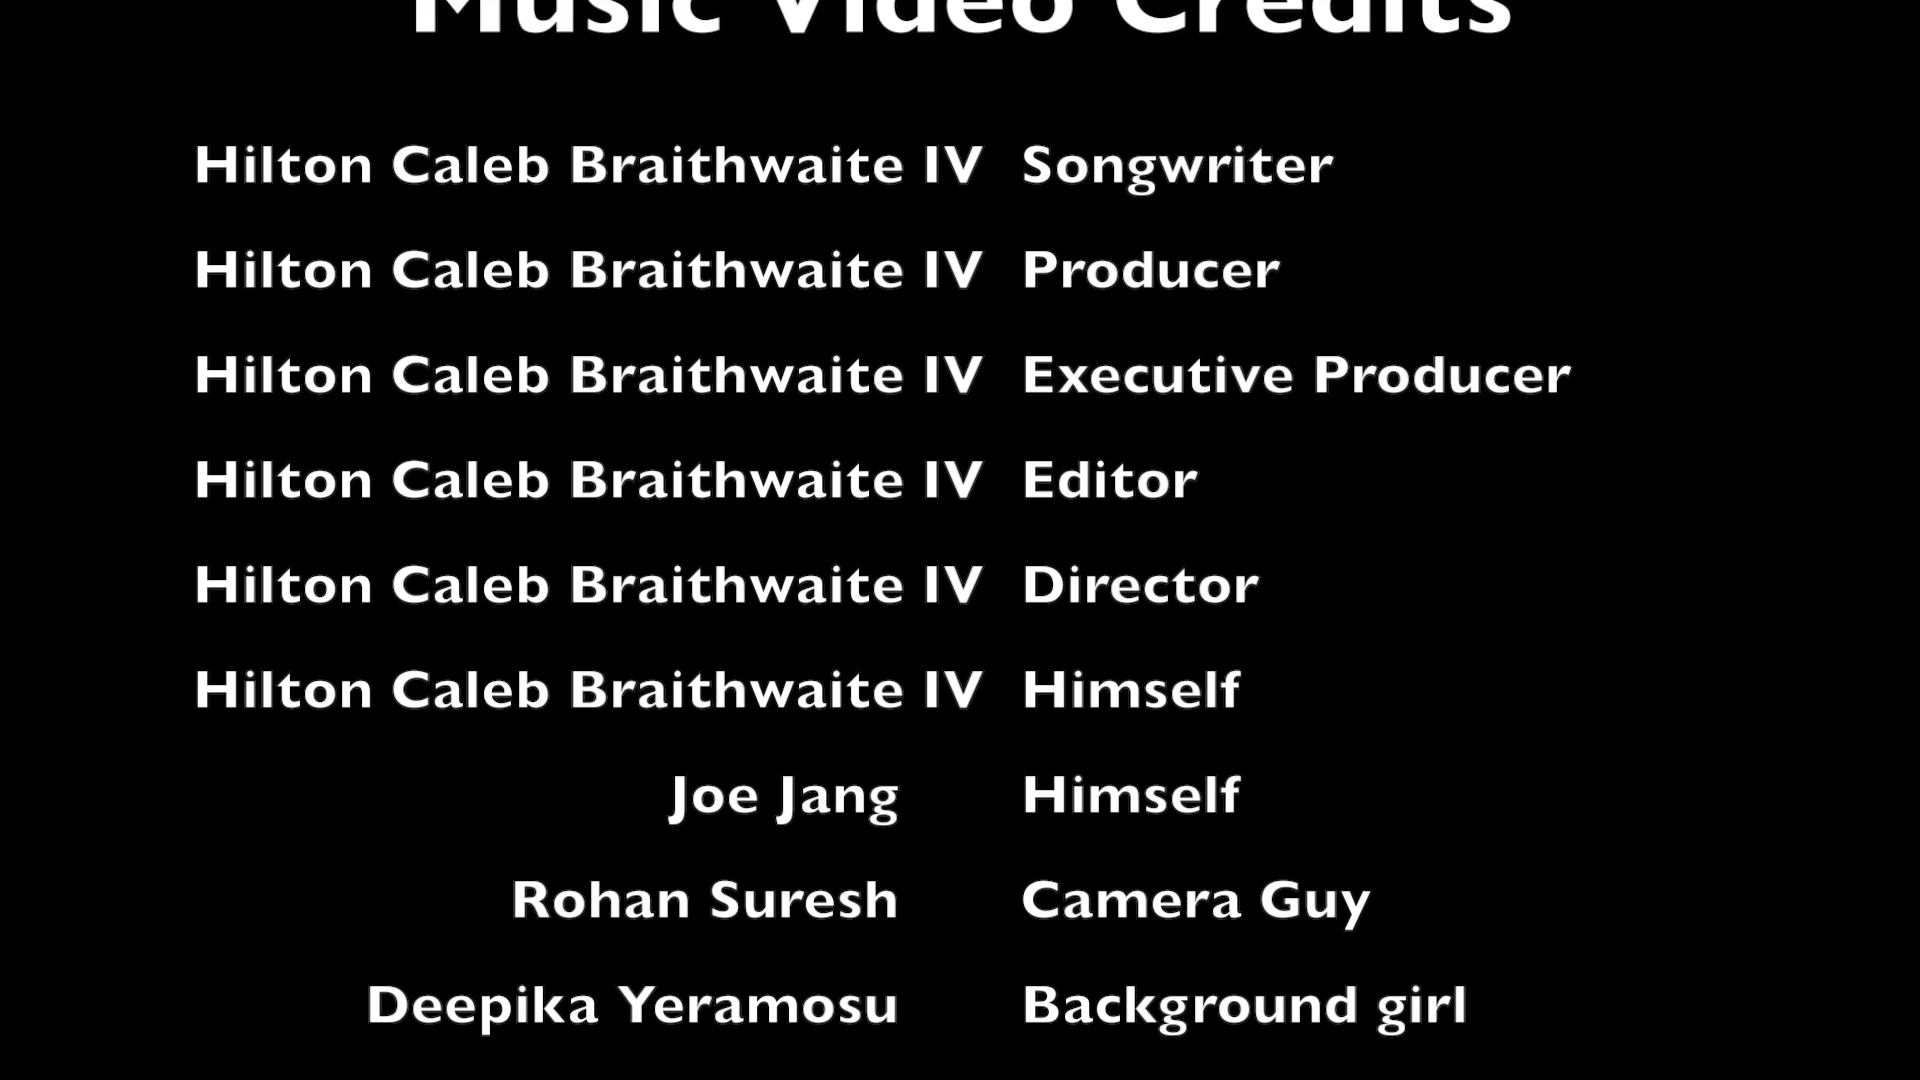 Music Video Credits
Hilton Caleb Braithwaite IV Songwriter
Hilton Caleb Braithwaite IV Producer
Hilton Caleb Braithwaite IV Executive Producer
Hilton Caleb Braithwaite IV Editor
Hilton Caleb Braithwaite IV Director
Hilton Caleb Braithwaite IV Himself
Joe Jang Himself
Rohan Suresh Camera Guy
Deepika Yeramosu Background girl